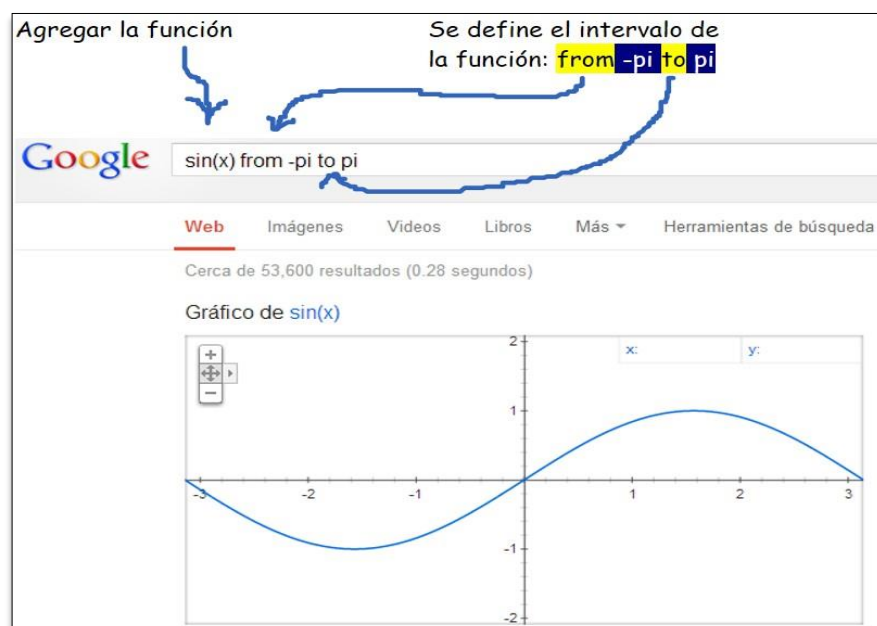 Agregar la función
Se define el intervalo de
la función: from -pi to pi
Google
sin(x) from -pi to pi
Web Imágenes Videos Libros Más Herramientas de búsqueda
Cerca de 53,600 resultados (0.28 segundos)
Gráfico de sin(x)
x: y:
2
1
-3 -2 -1 1 2 3
-1
-2